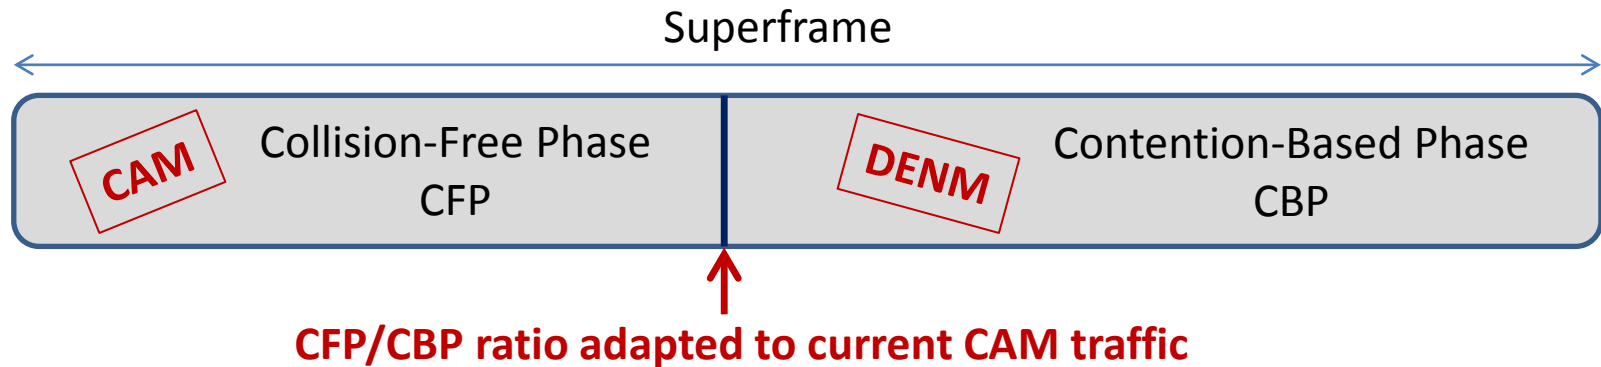 Superframe
CAM
Collision-Free Phase
CFP
DENM
Contention-Based Phase
CBP
CFP/CBP ratio adapted to current CAM traffic